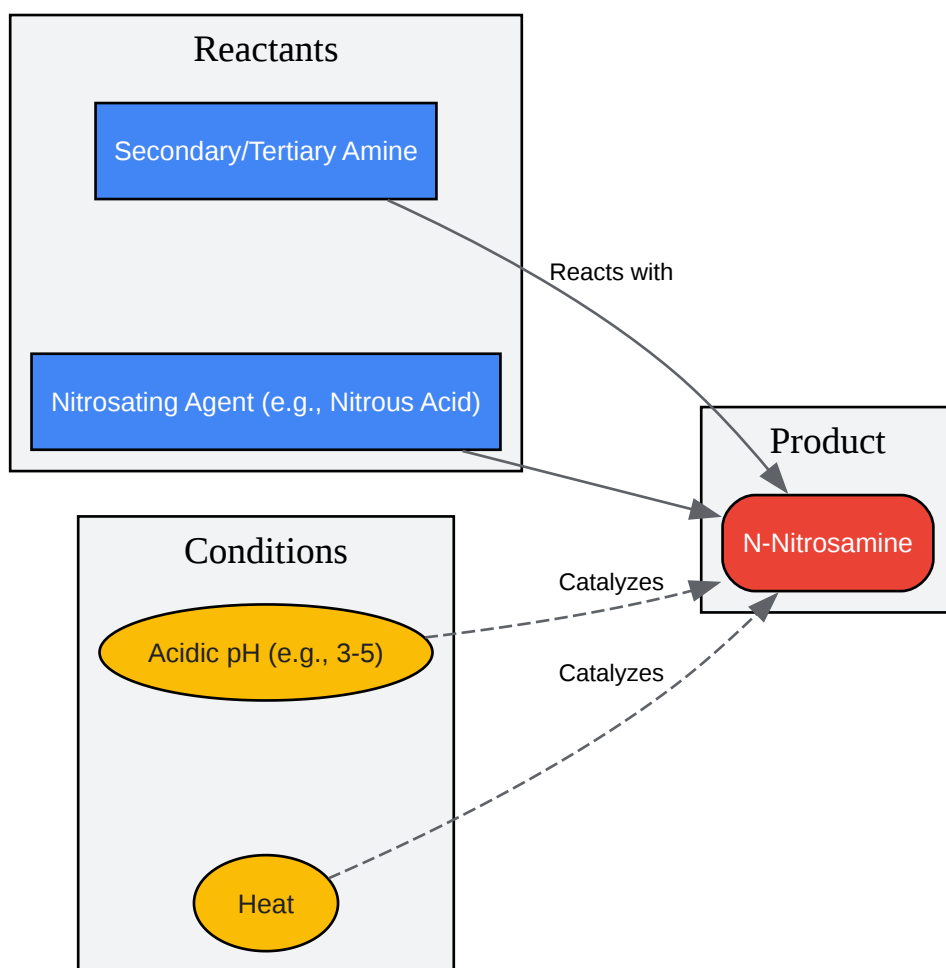 Reactants
Secondary/Tertiary Amine
Reacts with
Nitrosating Agent (e.g., Nitrous Acid)
Product
N-Nitrosamine
Conditions
Catalyzes
Acidic pH (e.g., 3-5)
Catalyzes
Heat